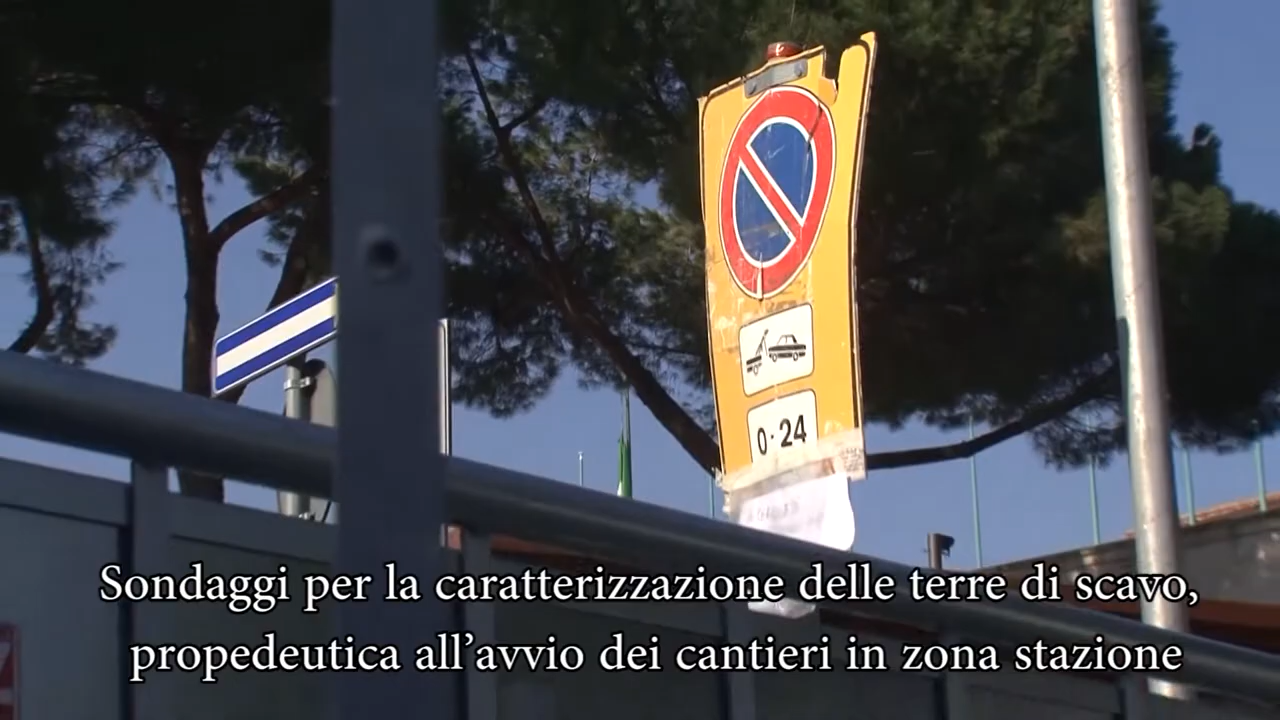 0-24
Sondaggi per la caratterizzazione delle terre di scavo,
propedeutica all'avvio dei cantieri in zona stazione